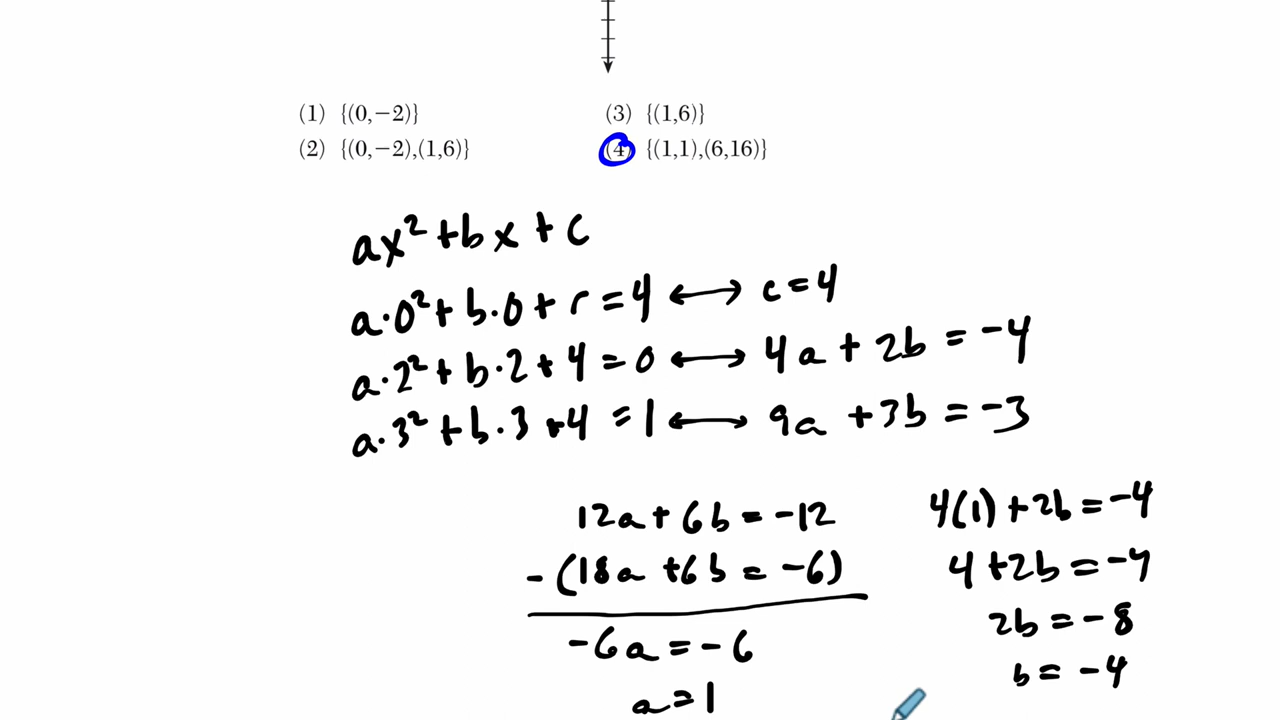 (1) {(0,−2)}
(3) {(1,6)}
(2) {(0,−2),(1,6)}
(4) {(1,1),(6,16)}
ax²+bx+c
a·0²+b·0+r=4 ⟷ c=4
a·2²+b·2+4=0 ⟷ 4a+2b=-4
a·3²+b·3+4=1 ⟷ 9a+3b=-3
12a+6b=-12
-(18a+6b=-6)
-6a=-6
a=1
4(1)+2b=-4
4+2b=-4
2b=-8
b=-4